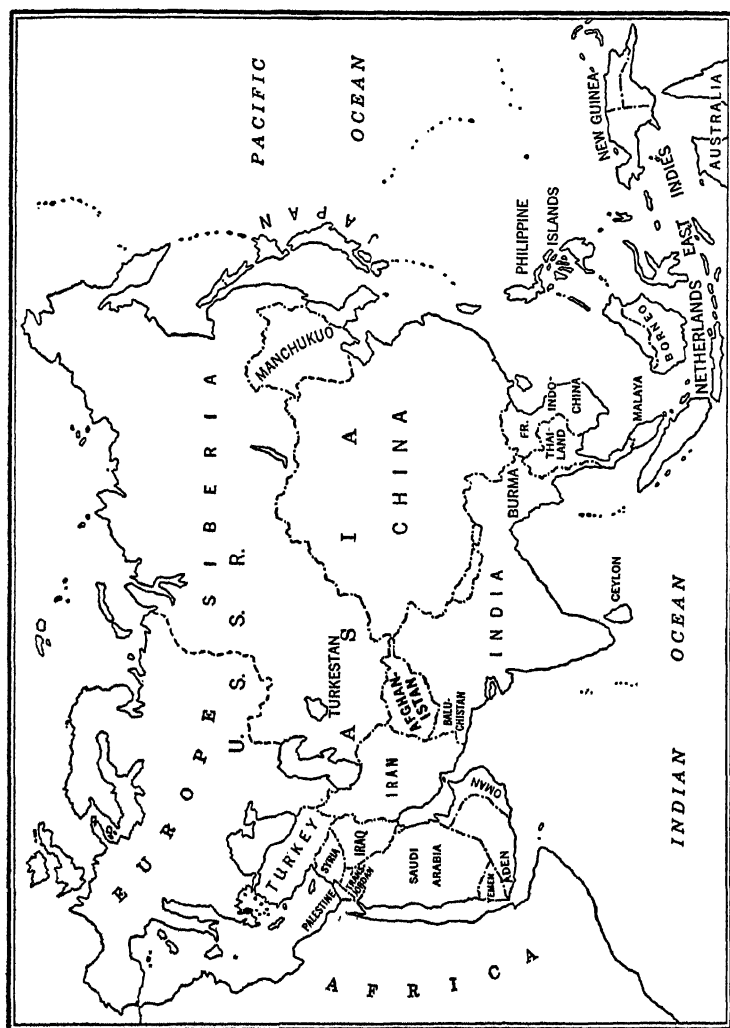 PACIFIC
OCEAN
JAPAN
SIBERIA
U. S. S. R.
EUROPE
MANCHUKUO
ASIA
CHINA
TURKESTAN
AFGHAN-
ISTAN
BALU-
CHISTAN
IRAN
TURKEY
SYRIA
IRAQ
TRANS-
JORDAN
PALESTINE
SAUDI
ARABIA
OMAN
YEMEN
ADEN
AFRICA
INDIA
CEYLON
BURMA
THAI-
LAND
FR.
INDO-
CHINA
MALAYA
PHILIPPINE
ISLANDS
BORNEO
NETHERLANDS EAST INDIES
NEW GUINEA
AUSTRALIA
INDIAN OCEAN